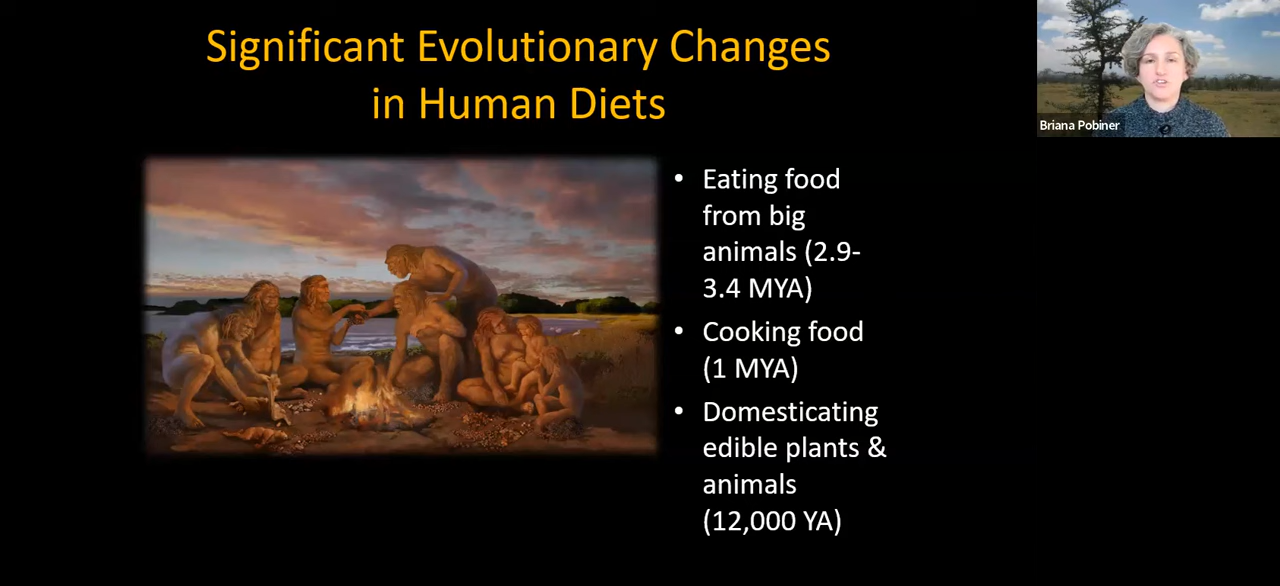 Significant Evolutionary Changes
in Human Diets
Briana Pobiner
• Eating food
from big
animals (2.9-
3.4 MYA)
• Cooking food
(1 MYA)
• Domesticating
edible plants &
animals
(12,000 YA)